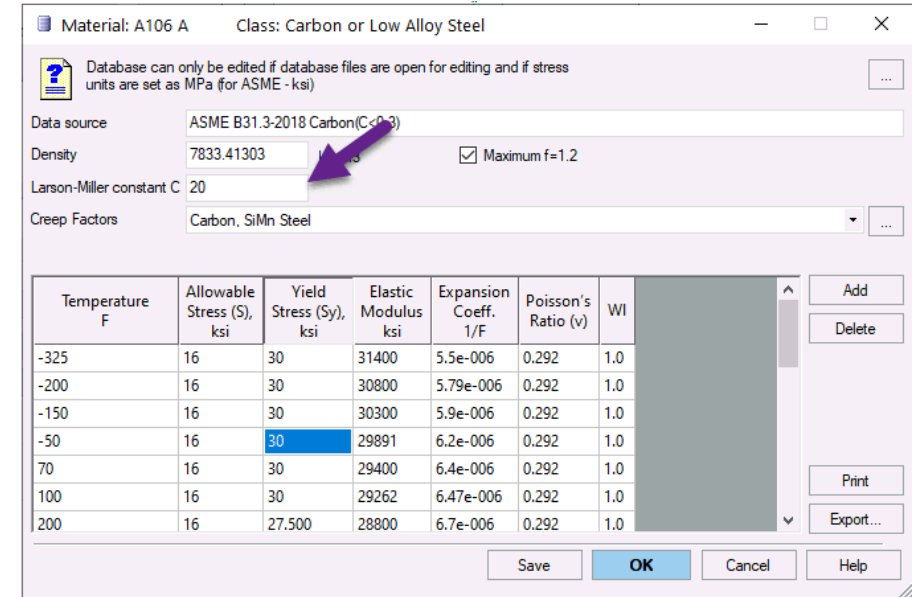 Material: A106 A Class: Carbon or Low Alloy Steel
Database can only be edited if database files are open for editing and if stress
units are set as MPa (for ASME - ksi)
...
Data source ASME B31.3-2018 Carbon(C<0.3)
Density 7833.41303 Maximum f=1.2
Larson-Miller constant C 20
Creep Factors Carbon, SiMn Steel ...
Temperature F Allowable Stress (S), ksi Yield Stress (Sy), ksi Elastic Modulus ksi Expansion Coeff. 1/F Poisson's Ratio (v) WI
-325 16 30 31400 5.5e-006 0.292 1.0
-200 16 30 30800 5.79e-006 0.292 1.0
-150 16 30 30300 5.9e-006 0.292 1.0
-50 16 30 29891 6.2e-006 0.292 1.0
70 16 30 29400 6.4e-006 0.292 1.0
100 16 30 29262 6.47e-006 0.292 1.0
200 16 27.500 28800 6.7e-006 0.292 1.0
Add
Delete
Print
Export...
Save OK Cancel Help